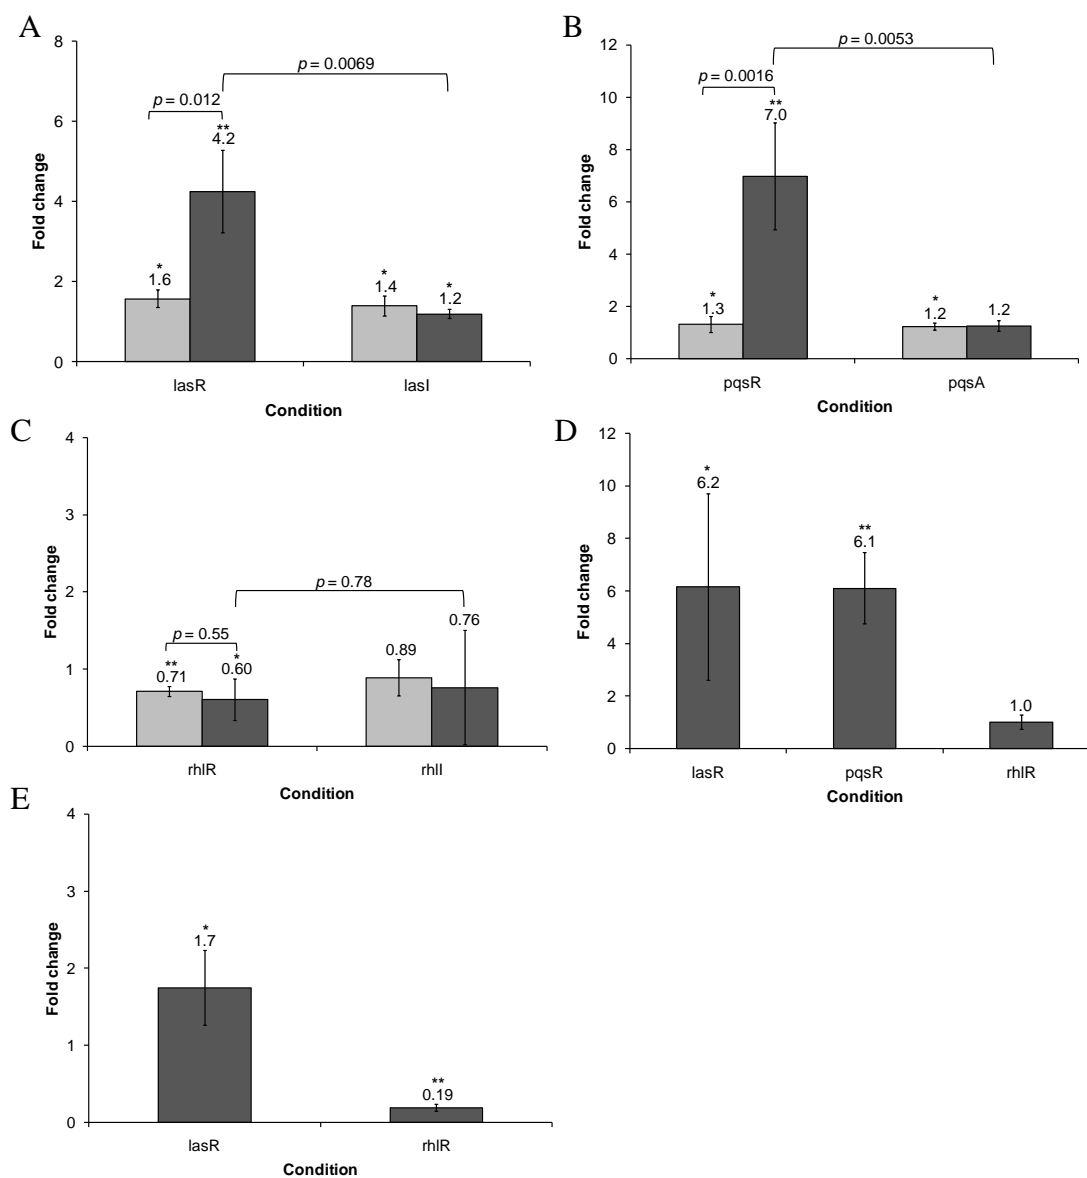 A
8
6
4
2
0
Fold change
p = 0.0069
p = 0.012
**
4.2
*
1.6
*
1.4
*
1.2
lasR
lasI
Condition
B
12
10
8
6
4
2
0
Fold change
p = 0.0053
p = 0.0016
**
7.0
*
1.3
*
1.2
1.2
pqsR
pqsA
Condition
C
4
3
2
1
0
Fold change
p = 0.78
p = 0.55
**
0.71
*
0.60
0.89
0.76
rhlR
rhlI
Condition
D
12
10
8
6
4
2
0
Fold change
*
6.2
**
6.1
1.0
lasR
pqsR
rhlR
Condition
E
4
3
2
1
0
Fold change
*
1.7
**
0.19
lasR
rhlR
Condition